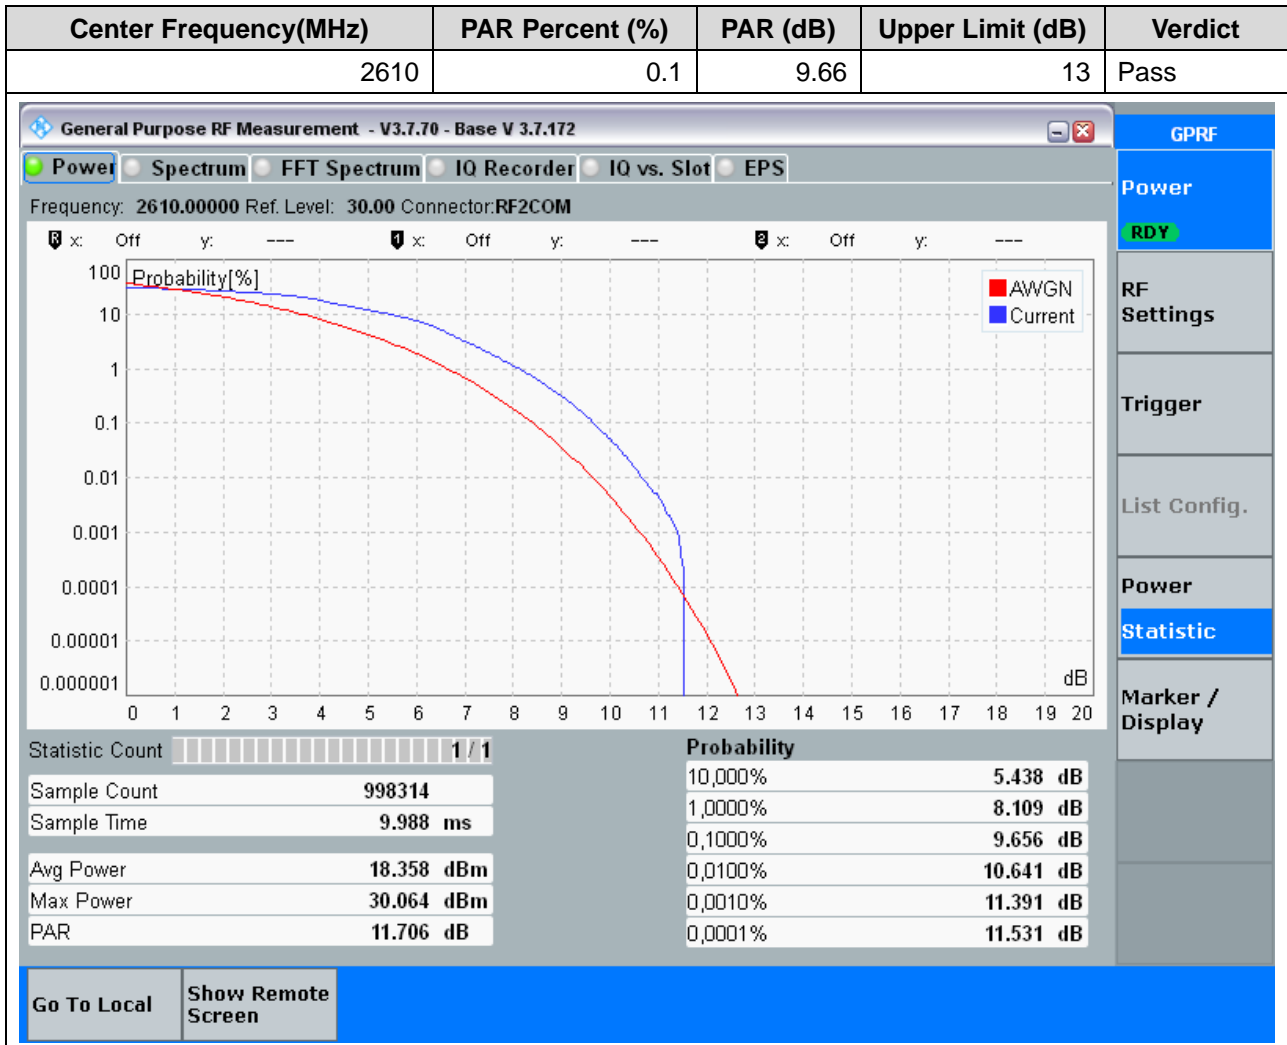 Center Frequency(MHz) PAR Percent (%) PAR (dB) Upper Limit (dB) Verdict
2610 0.1 9.66 13 Pass
General Purpose RF Measurement - V3.7.70 - Base V 3.7.172
GPRF
Power Spectrum FFT Spectrum IQ Recorder IQ vs. Slot EPS
Frequency: 2610.00000 Ref. Level: 30.00 Connector:RF2COM
R x: Off y: --- 1 x: Off y: --- 2 x: Off y: ---
Probability[%]
AWGN
Current
100
10
1
0.1
0.01
0.001
0.0001
0.00001
0.000001
dB
0 1 2 3 4 5 6 7 8 9 10 11 12 13 14 15 16 17 18 19 20
Statistic Count 1 / 1
Sample Count 998314
Sample Time 9.988 ms
Avg Power 18.358 dBm
Max Power 30.064 dBm
PAR 11.706 dB
Probability
10,000% 5.438 dB
1,0000% 8.109 dB
0,1000% 9.656 dB
0,0100% 10.641 dB
0,0010% 11.391 dB
0,0001% 11.531 dB
Power
RDY
RF
Settings
Trigger
List Config.
Power
Statistic
Marker /
Display
Go To Local
Show Remote
Screen